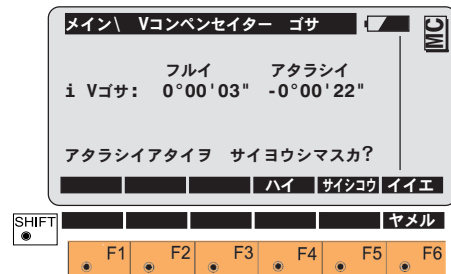 メイン\ Vコンペンセイター ゴサ
MC
フルイ アタラシイ
i Vゴサ: 0°00'03" -0°00'22"
アタラシイアタイヲ サイヨウシマスカ?
ハイ サイシコウ イイエ
SHIFT ヤメル
F1 F2 F3 F4 F5 F6